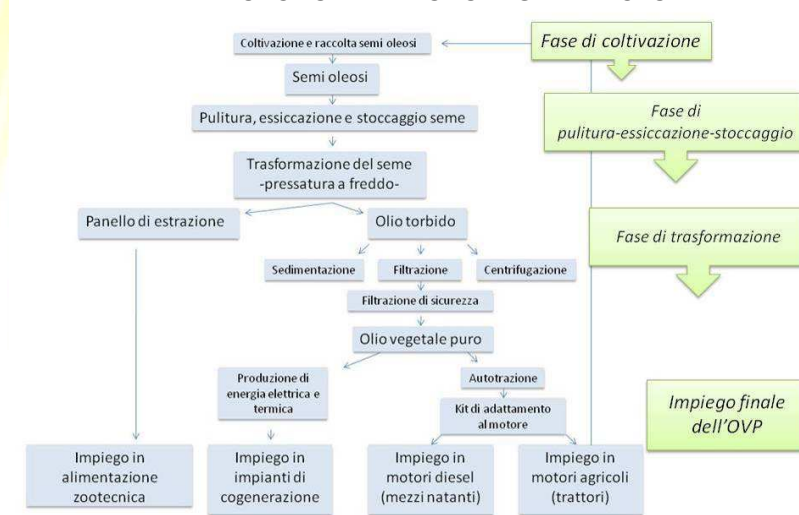 Coltivazione e raccolta semi oleosi
Fase di coltivazione
Semi oleosi
Pulitura, essiccazione e stoccaggio seme
Fase di
pulitura-essiccazione-stoccaggio
Trasformazione del seme
-pressatura a freddo-
Panello di estrazione
Olio torbido
Fase di trasformazione
Sedimentazione
Filtrazione
Centrifugazione
Filtrazione di sicurezza
Olio vegetale puro
Produzione di
energia elettrica e
termica
Autotrazione
Kit di adattamento
al motore
Impiego finale
dell'OVP
Impiego in
alimentazione
zootecnica
Impiego in
impianti di
cogenerazione
Impiego in
motori diesel
(mezzi natanti)
Impiego in
motori agricoli
(trattori)